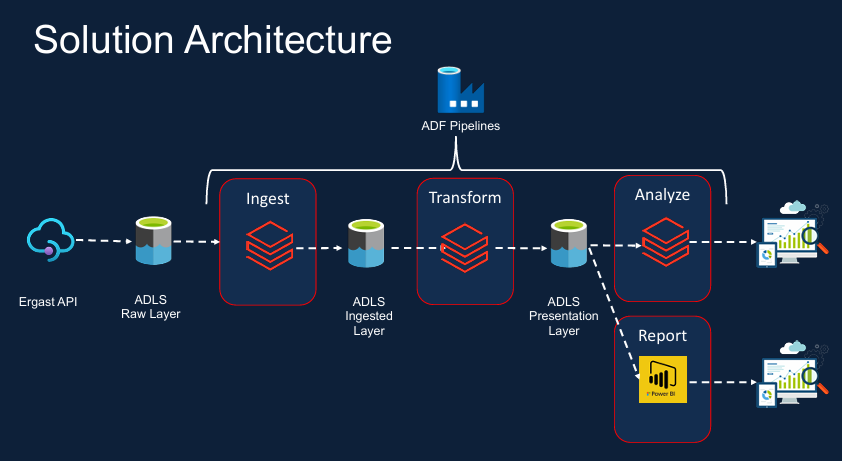 Solution Architecture
ADF Pipelines
Ingest
Transform
Analyze
Ergast API
ADLS
Raw Layer
ADLS
Ingested
Layer
ADLS
Presentation
Layer
Report
Power BI